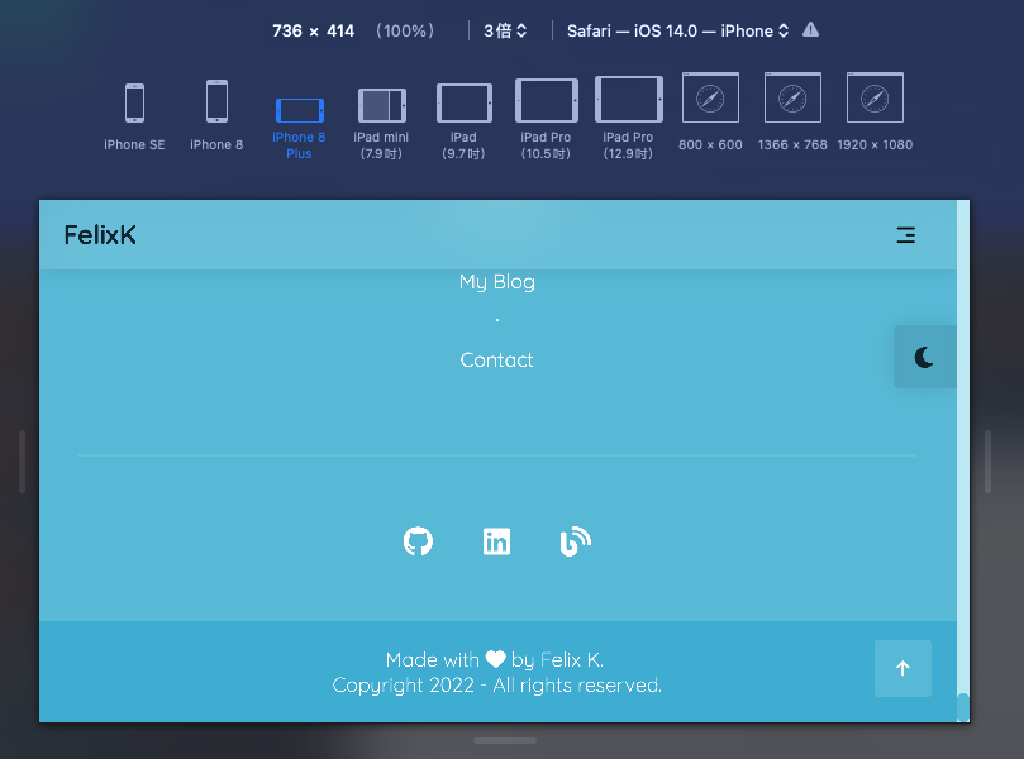 736 × 414 (100%) 3倍 Safari — iOS 14.0 — iPhone
iPhone SE
iPhone 8
iPhone 8
Plus
iPad mini
(7.9吋)
iPad
(9.7吋)
iPad Pro
(10.5吋)
iPad Pro
(12.9吋)
800 × 600
1366 × 768
1920 × 1080
FelixK
My Blog
·
Contact
in
Made with by Felix K.
Copyright 2022 - All rights reserved.